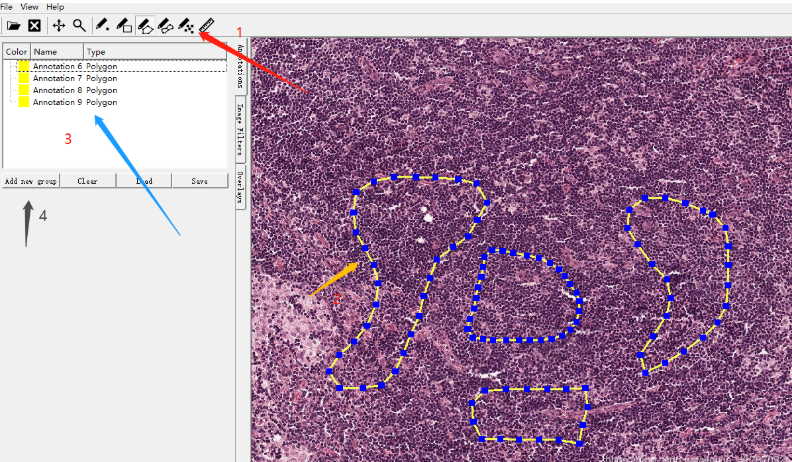 File View Help
1
Color Name Type
Annotation 6 Polygon
Annotation 7 Polygon
Annotation 8 Polygon
Annotation 9 Polygon
3
Add new group Clear Load Save
4
Annotations
Image Filters
Overlays